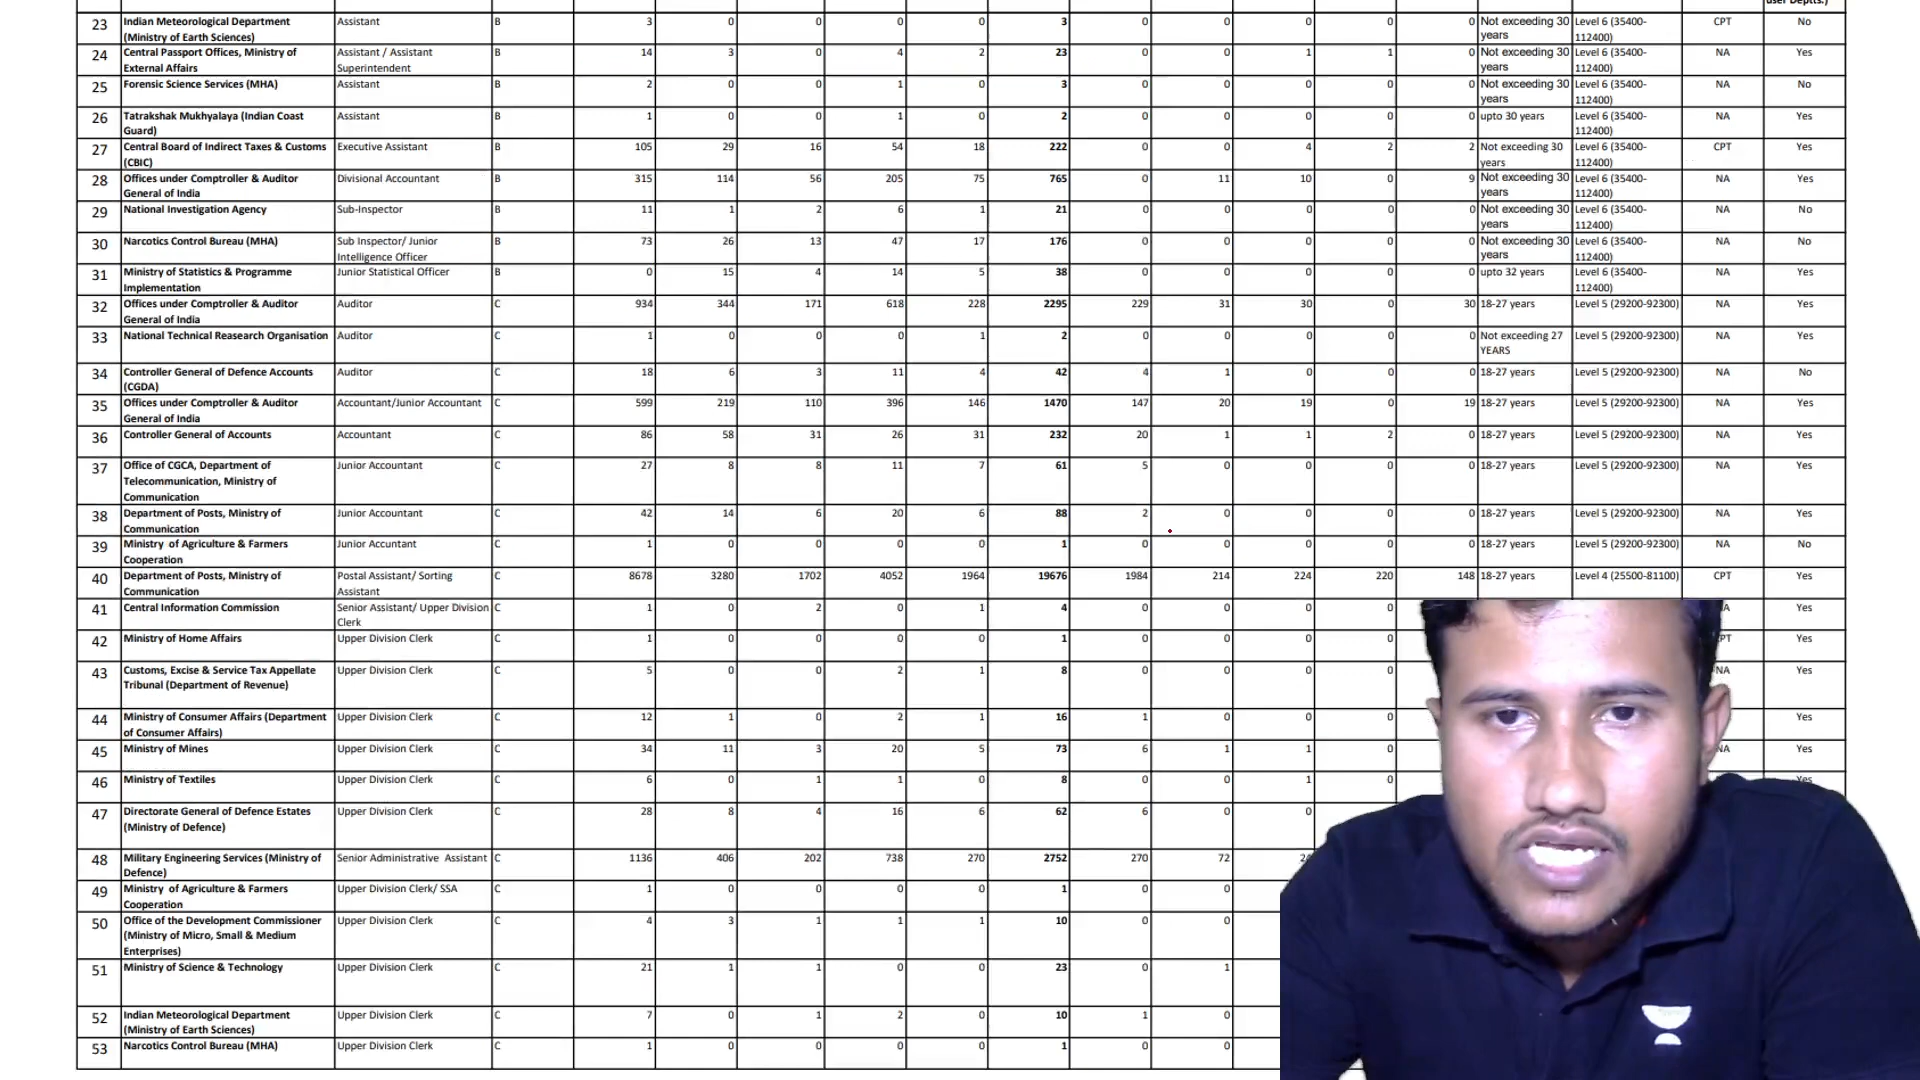 user Deptts.)
23 Indian Meteorological Department Assistant B 3 0 0 0 0 3 0 0 0 0 0 Not exceeding 30 Level 6 (35400- CPT No
(Ministry of Earth Sciences) years 112400)
24 Central Passport Offices, Ministry of Assistant / Assistant B 14 3 0 4 2 23 0 0 1 1 0 Not exceeding 30 Level 6 (35400- NA Yes
External Affairs Superintendent years 112400)
25 Forensic Science Services (MHA) Assistant B 2 0 0 1 0 3 0 0 0 0 0 Not exceeding 30 Level 6 (35400- NA No
years 112400)
26 Tatrakshak Mukhyalaya (Indian Coast Assistant B 1 0 0 1 0 2 0 0 0 0 0 upto 30 years Level 6 (35400- NA Yes
Guard) 112400)
27 Central Board of Indirect Taxes & Customs Executive Assistant B 105 29 16 54 18 222 0 0 4 2 2 Not exceeding 30 Level 6 (35400- CPT Yes
(CBIC) years 112400)
28 Offices under Comptroller & Auditor Divisional Accountant B 315 114 56 205 75 765 0 11 10 0 9 Not exceeding 30 Level 6 (35400- NA Yes
General of India years 112400)
29 National Investigation Agency Sub-Inspector B 11 1 2 6 1 21 0 0 0 0 0 Not exceeding 30 Level 6 (35400- NA No
years 112400)
30 Narcotics Control Bureau (MHA) Sub Inspector/ Junior B 73 26 13 47 17 176 0 0 0 0 0 Not exceeding 30 Level 6 (35400- NA No
Intelligence Officer years 112400)
31 Ministry of Statistics & Programme Junior Statistical Officer B 0 15 4 14 5 38 0 0 0 0 0 upto 32 years Level 6 (35400- NA Yes
Implementation 112400)
32 Offices under Comptroller & Auditor Auditor C 934 344 171 618 228 2295 229 31 30 0 30 18-27 years Level 5 (29200-92300) NA Yes
General of India
33 National Technical Reasearch Organisation Auditor C 1 0 0 0 1 2 0 0 0 0 0 Not exceeding 27 Level 5 (29200-92300) NA Yes
YEARS
34 Controller General of Defence Accounts Auditor C 18 6 3 11 4 42 4 1 0 0 0 18-27 years Level 5 (29200-92300) NA No
(CGDA)
35 Offices under Comptroller & Auditor Accountant/Junior Accountant C 599 219 110 396 146 1470 147 20 19 0 19 18-27 years Level 5 (29200-92300) NA Yes
General of India
36 Controller General of Accounts Accountant C 86 58 31 26 31 232 20 1 1 2 0 18-27 years Level 5 (29200-92300) NA Yes
37 Office of CGCA, Department of Junior Accountant C 27 8 8 11 7 61 5 0 0 0 0 18-27 years Level 5 (29200-92300) NA Yes
Telecommunication, Ministry of
Communication
38 Department of Posts, Ministry of Junior Accountant C 42 14 6 20 6 88 2 0 0 0 0 18-27 years Level 5 (29200-92300) NA Yes
Communication
39 Ministry of Agriculture & Farmers Junior Accuntant C 1 0 0 0 0 1 0 0 0 0 0 18-27 years Level 5 (29200-92300) NA No
Cooperation
40 Department of Posts, Ministry of Postal Assistant/ Sorting C 8678 3280 1702 4052 1964 19676 1984 214 224 220 148 18-27 years Level 4 (25500-81100) CPT Yes
Communication Assistant
41 Central Information Commission Senior Assistant/ Upper Division C 1 0 2 0 1 4 0 0 0 0 Yes
Clerk
42 Ministry of Home Affairs Upper Division Clerk C 1 0 0 0 0 1 0 0 0 0 Yes
43 Customs, Excise & Service Tax Appellate Upper Division Clerk C 5 0 0 2 1 8 0 0 0 0 NA Yes
Tribunal (Department of Revenue)
44 Ministry of Consumer Affairs (Department Upper Division Clerk C 12 1 0 2 1 16 1 0 0 0 Yes
of Consumer Affairs)
45 Ministry of Mines Upper Division Clerk C 34 11 3 20 5 73 6 1 1 0 NA Yes
46 Ministry of Textiles Upper Division Clerk C 6 0 1 1 0 8 0 0 1 0 Yes
47 Directorate General of Defence Estates Upper Division Clerk C 28 8 4 16 6 62 6 0 0
(Ministry of Defence)
48 Military Engineering Services (Ministry of Senior Administrative Assistant C 1136 406 202 738 270 2752 270 72
Defence)
49 Ministry of Agriculture & Farmers Upper Division Clerk/ SSA C 1 0 0 0 0 1 0 0
Cooperation
50 Office of the Development Commissioner Upper Division Clerk C 4 3 1 1 1 10 0 0
(Ministry of Micro, Small & Medium
Enterprises)
51 Ministry of Science & Technology Upper Division Clerk C 21 1 1 0 0 23 0 1
52 Indian Meteorological Department Upper Division Clerk C 7 0 1 2 0 10 1 0
(Ministry of Earth Sciences)
53 Narcotics Control Bureau (MHA) Upper Division Clerk C 1 0 0 0 0 1 0 0